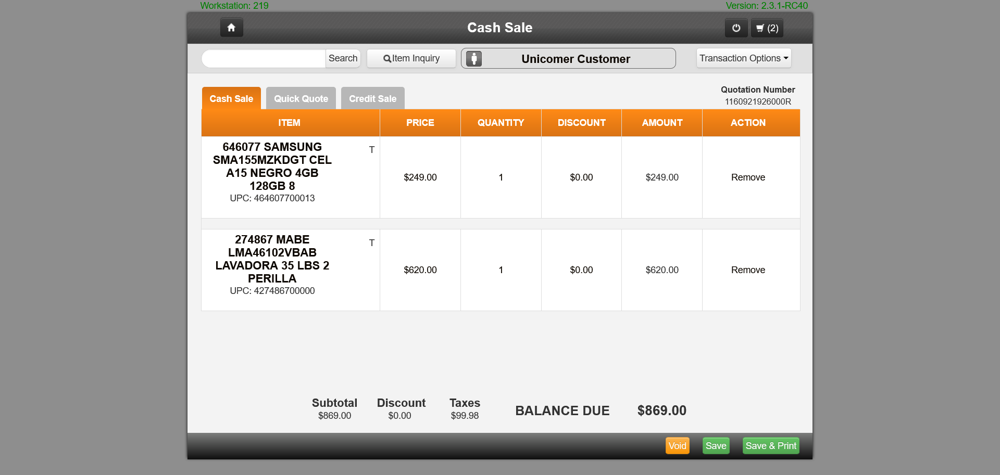 Workstation: 219
Version: 2.3.1-RC40
Cash Sale
(2)
Search
Item Inquiry
Unicomer Customer
Transaction Options
Cash Sale
Quick Quote
Credit Sale
Quotation Number
1160921926000R
ITEM PRICE QUANTITY DISCOUNT AMOUNT ACTION
646077 SAMSUNG
SMA155MZKDGT CEL
A15 NEGRO 4GB
128GB 8
UPC: 464607700013
T
$249.00 1 $0.00 $249.00 Remove
274867 MABE
LMA46102VBAB
LAVADORA 35 LBS 2
PERILLA
UPC: 427486700000
T
$620.00 1 $0.00 $620.00 Remove
Subtotal Discount Taxes
$869.00 $0.00 $99.98
BALANCE DUE $869.00
Void Save Save & Print